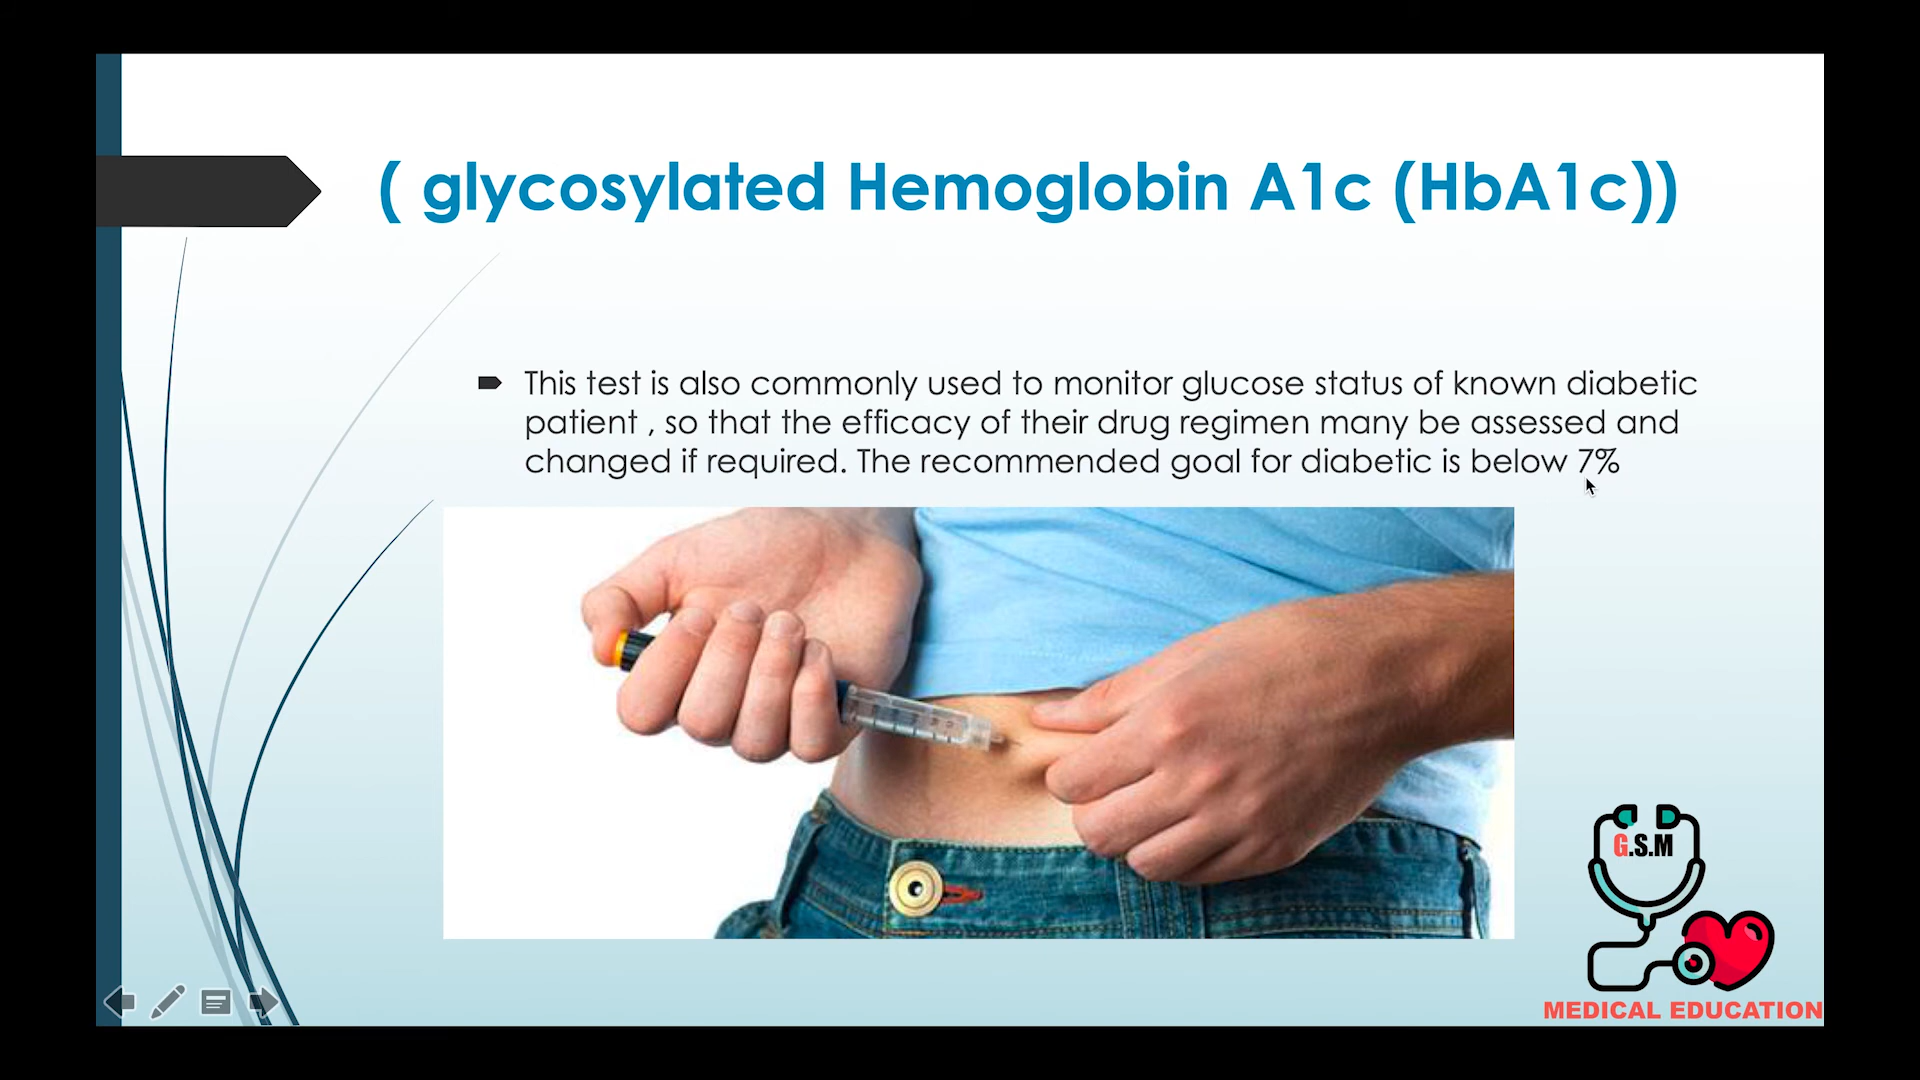 ( glycosylated Hemoglobin A1c (HbA1c))
This test is also commonly used to monitor glucose status of known diabetic
patient , so that the efficacy of their drug regimen many be assessed and
changed if required. The recommended goal for diabetic is below 7%
G.S.M
MEDICAL EDUCATION